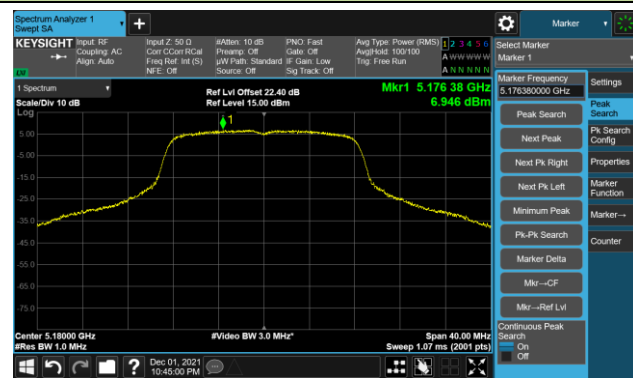 Spectrum Analyzer 1
Swept SA
Marker
KEYSIGHT
Input: RF
Coupling: AC
Align: Auto
Input Z: 50 Ω
Corr CCorr RCal
Freq Ref: Int (S)
NFE: Off
#Atten: 10 dB
Preamp: Off
µW Path: Standard
Source: Off
PNO: Fast
Gate: Off
IF Gain: Low
Sig Track: Off
Avg Type: Power (RMS)
Avg|Hold: 100/100
Trig: Free Run
1 2 3 4 5 6
A W W W W W
A N N N N N
LXI
1 Spectrum
Scale/Div 10 dB
Log
Ref Lvl Offset 22.40 dB
Ref Level 15.00 dBm
Mkr1 5.176 38 GHz
6.946 dBm
1
5.00
-5.00
-15.0
-25.0
-35.0
-45.0
-55.0
-65.0
-75.0
Center 5.18000 GHz
#Res BW 1.0 MHz
#Video BW 3.0 MHz*
Span 40.00 MHz
Sweep 1.07 ms (2001 pts)
Select Marker
Marker 1
Marker Frequency
5.176380000 GHz
Peak Search
Next Peak
Next Pk Right
Next Pk Left
Minimum Peak
Pk-Pk Search
Marker Delta
Mkr→CF
Mkr→Ref Lvl
Continuous Peak
Search
On
Off
Settings
Peak
Search
Pk Search
Config
Properties
Marker
Function
Marker→
Counter
?
Dec 01, 2021
10:45:00 PM